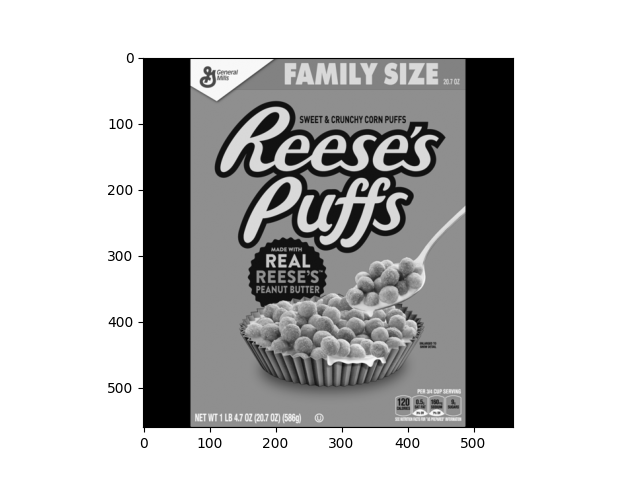 0
100
200
300
400
500
0
100
200
300
400
500
General
Mills
FAMILY SIZE 20.7 OZ
SWEET & CRUNCHY CORN PUFFS
Reese's
Puffs
MADE WITH
REAL
REESE'S
PEANUT BUTTER
PER 3/4 CUP SERVING
120
CALORIES
NET WT 1 LB 4.7 OZ (20.7 OZ) (586g)